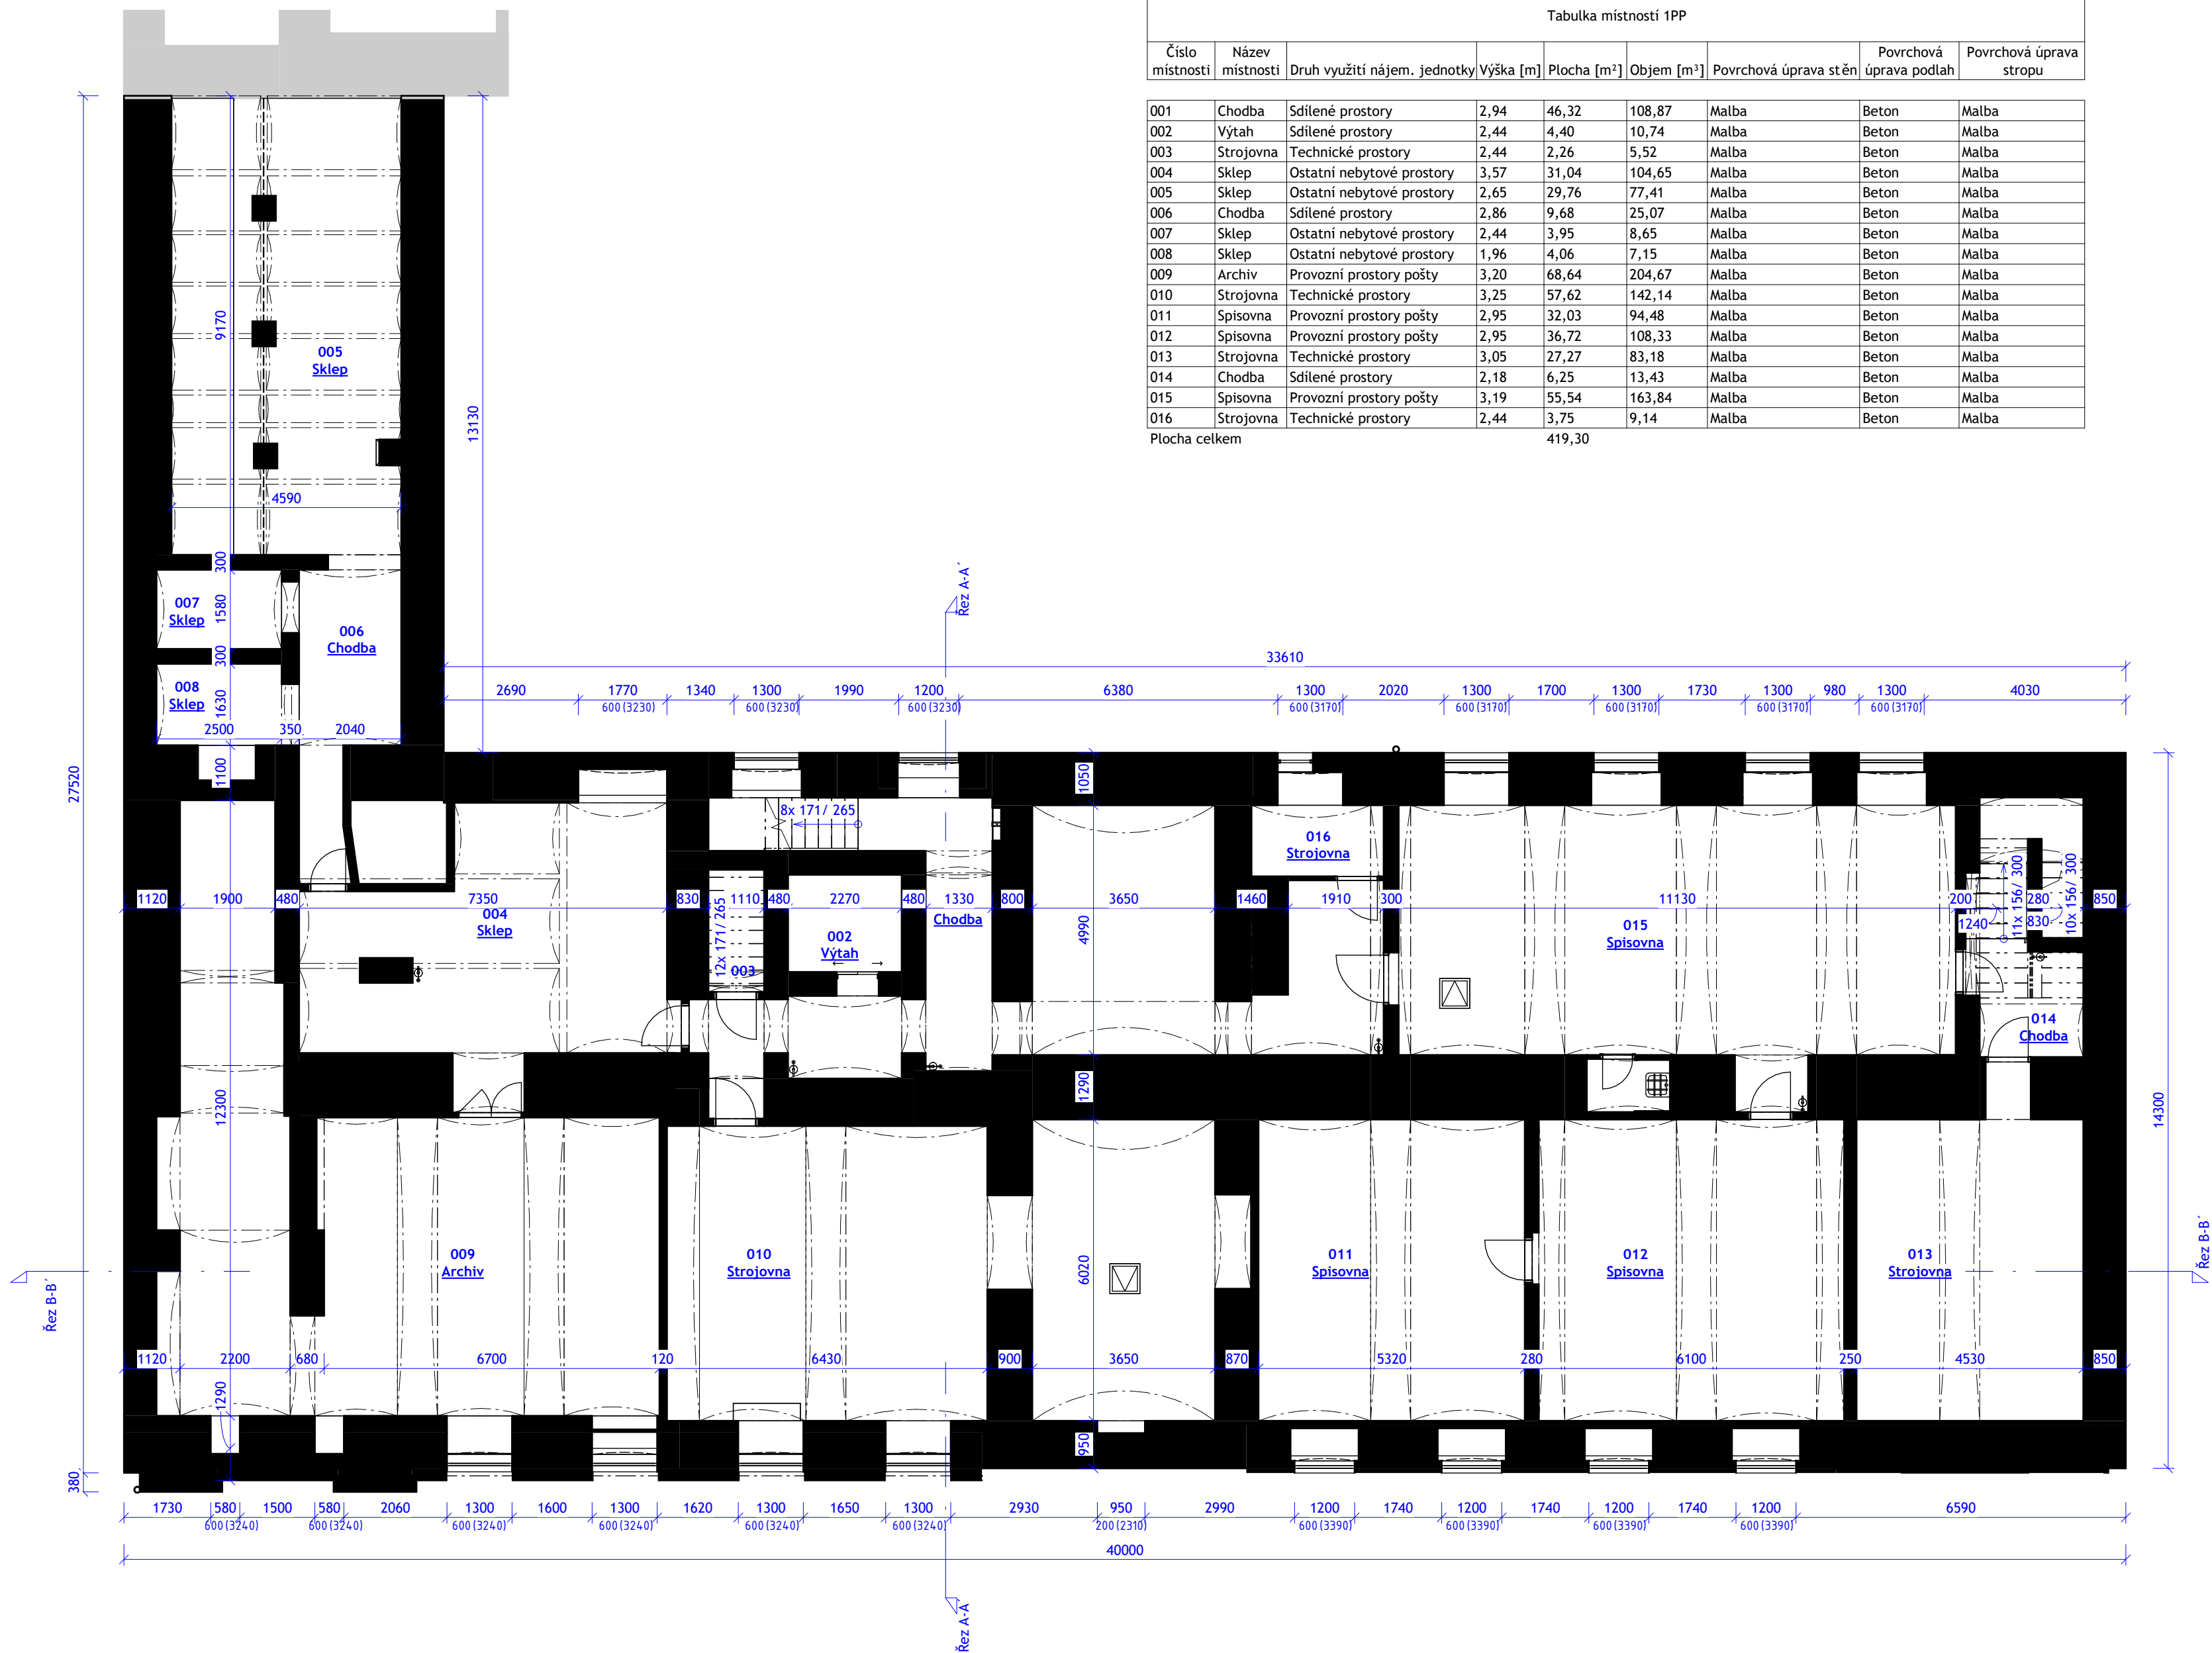 Tabulka místností 1PP
Číslo místnosti Název místnosti Druh využití nájem. jednotky Výška [m] Plocha [m²] Objem [m³] Povrchová úprava stěn Povrchová úprava podlah Povrchová úprava stropu
001 Chodba Sdílené prostory 2,94 46,32 108,87 Malba Beton Malba
002 Výtah Sdílené prostory 2,44 4,40 10,74 Malba Beton Malba
003 Strojovna Technické prostory 2,44 2,26 5,52 Malba Beton Malba
004 Sklep Ostatní nebytové prostory 3,57 31,04 104,65 Malba Beton Malba
005 Sklep Ostatní nebytové prostory 2,65 29,76 77,41 Malba Beton Malba
006 Chodba Sdílené prostory 2,86 9,68 25,07 Malba Beton Malba
007 Sklep Ostatní nebytové prostory 2,44 3,95 8,65 Malba Beton Malba
008 Sklep Ostatní nebytové prostory 1,96 4,06 7,15 Malba Beton Malba
009 Archiv Provozní prostory pošty 3,20 68,64 204,67 Malba Beton Malba
010 Strojovna Technické prostory 3,25 57,62 142,14 Malba Beton Malba
011 Spisovna Provozní prostory pošty 2,95 32,03 94,48 Malba Beton Malba
012 Spisovna Provozní prostory pošty 2,95 36,72 108,33 Malba Beton Malba
013 Strojovna Technické prostory 3,05 27,27 83,18 Malba Beton Malba
014 Chodba Sdílené prostory 2,18 6,25 13,43 Malba Beton Malba
015 Spisovna Provozní prostory pošty 3,19 55,54 163,84 Malba Beton Malba
016 Strojovna Technické prostory 2,44 3,75 9,14 Malba Beton Malba
Plocha celkem 419,30
9170
005
Sklep
13130
4590
300
007
Sklep
1580
006
Chodba
300
008
Sklep
1630
2500 350 2040
1100
27520
Řez A-A´
33610
2690 1770 1340 1300 1990 1200 6380 1300 2020 1300 1700 1300 1730 1300 980 1300 4030
600 (3230) 600 (3230) 600 (3230) 600 (3170) 600 (3170) 600 (3170) 600 (3170) 600 (3170)
1050
8x 171/ 265
016
Strojovna
1120 1900 480 7350 830 1110 480 2270 480 1330 800 3650 1460 1910 300 11130 200 280 850
004
Sklep
12x 171/ 265
003
002
Výtah
Chodba
4990
015
Spisovna
1240
11x 156/ 300
830
10x 156/ 300
014
Chodba
12300
1290
14300
009
Archiv
010
Strojovna
6020
011
Spisovna
012
Spisovna
013
Strojovna
Řez B-B´
Řez B-B´
1120 2200 680 6700 120 6430 900 3650 870 5320 280 6100 250 4530 850
1290
950
380
1730 580 1500 580 2060 1300 1600 1300 1620 1300 1650 1300 2930 950 2990 1200 1740 1200 1740 1200 1740 1200 6590
600 (3240) 600 (3240) 600 (3240) 600 (3240) 600 (3240) 600 (3240) 200 (2310) 600 (3390) 600 (3390) 600 (3390) 600 (3390)
40000
Řez A-A´